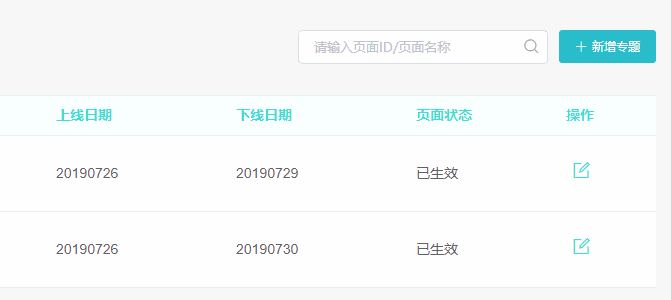 请输入页面ID/页面名称
新增专题
上线日期 下线日期 页面状态 操作
20190726 20190729 已生效
20190726 20190730 已生效